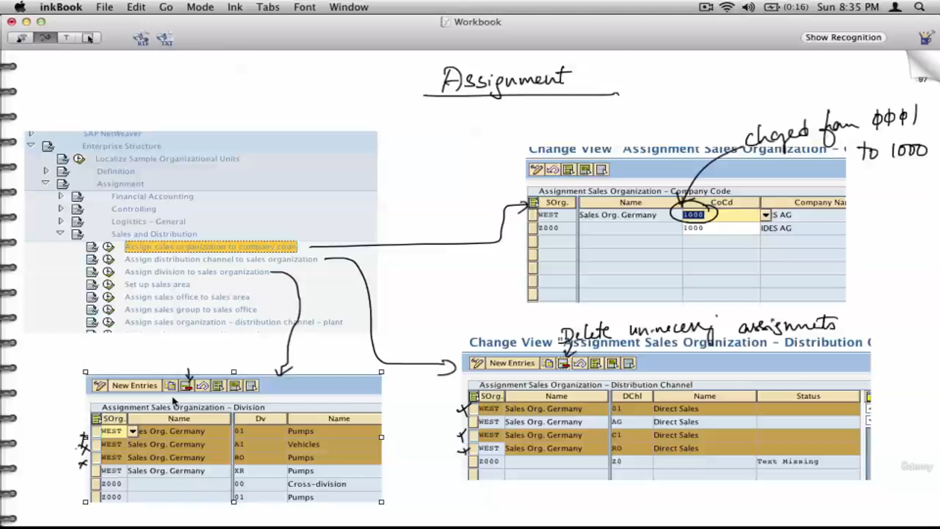 inkBook File Edit Go Mode Ink Tabs Font Window (0:16) Sun 8:35 PM
Workbook
Show Recognition
Assignment
97
SAP NetWeaver
Enterprise Structure
Localize Sample Organizational Units
Definition
Assignment
Financial Accounting
Controlling
Logistics - General
Sales and Distribution
Assign sales organization to company code
Assign distribution channel to sales organization
Assign division to sales organization
Set up sales area
Assign sales office to sales area
Assign sales group to sales office
Assign sales organization - distribution channel - plant
changed from 0001
to 1000
Change View "Assignment Sales Organization -
Assignment Sales Organization - Company Code
SOrg. Name CoCd Company Na
WEST Sales Org. Germany 1000 S AG
2000 1000 IDES AG
Delete unnecessary assignments
Change View "Assignment Sales Organization - Distribution
New Entries
Assignment Sales Organization - Distribution Channel
SOrg. Name DChl Name Status
WEST Sales Org. Germany 01 Direct Sales
WEST Sales Org. Germany AG Direct Sales
WEST Sales Org. Germany C1 Direct Sales
WEST Sales Org. Germany RO Direct Sales
2000 Z0 Text Missing
New Entries
Assignment Sales Organization - Division
SOrg. Name Dv Name
WEST es Org. Germany 01 Pumps
WEST Sales Org. Germany A1 Vehicles
WEST Sales Org. Germany RO Pumps
WEST Sales Org. Germany XR Pumps
2000 00 Cross-division
2000 01 Pumps
Udemy